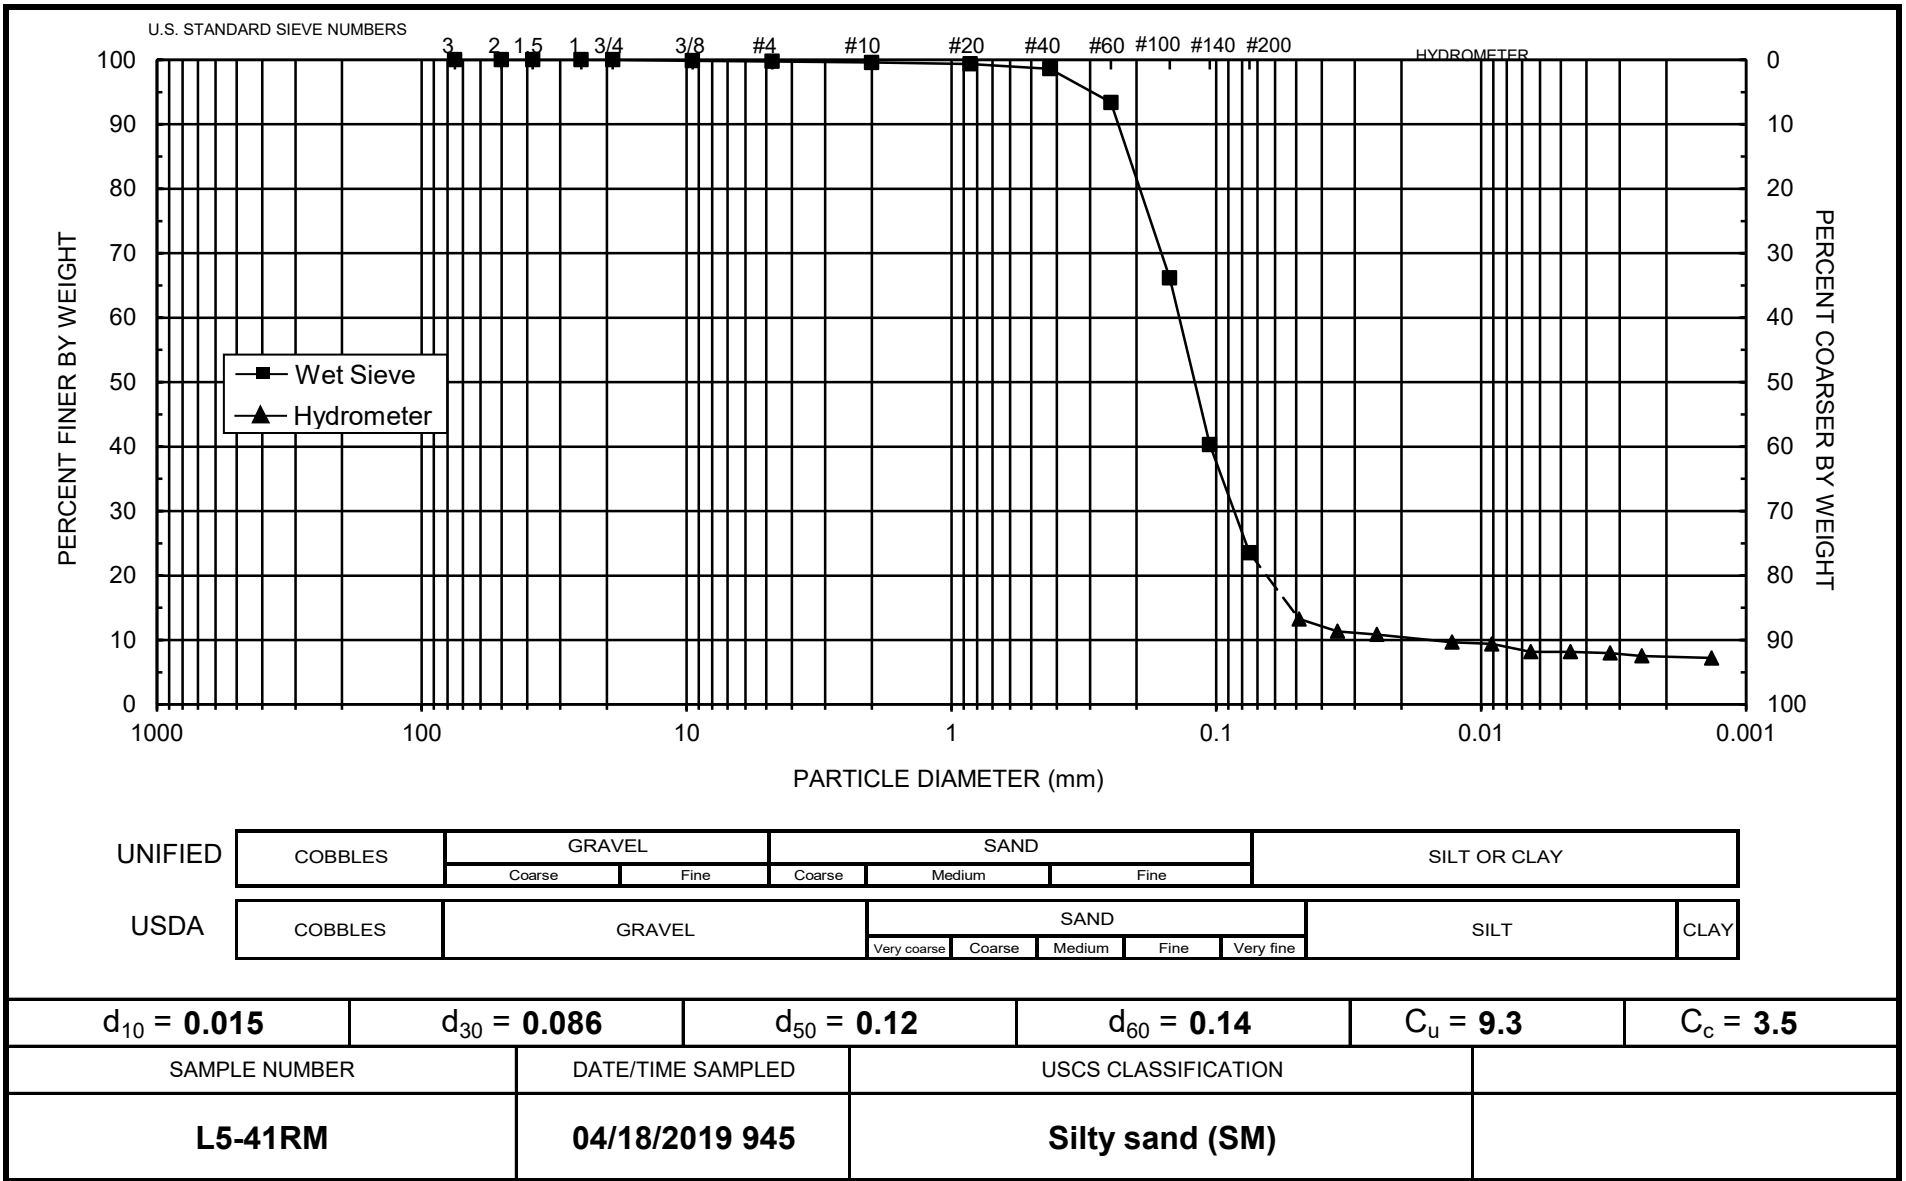 U.S. STANDARD SIEVE NUMBERS
HYDROMETER
3 2 1.5 1 3/4 3/8 #4 #10 #20 #40 #60 #100 #140 #200
100 0
90 10
80 20
70 30
60 40
50 50
40 60
30 70
20 80
10 90
0 100
PERCENT FINER BY WEIGHT
PERCENT COARSER BY WEIGHT
Wet Sieve
Hydrometer
1000 100 10 1 0.1 0.01 0.001
PARTICLE DIAMETER (mm)
UNIFIED COBBLES GRAVEL SAND SILT OR CLAY
Coarse Fine Coarse Medium Fine
USDA COBBLES GRAVEL SAND SILT CLAY
Very coarse Coarse Medium Fine Very fine
d10 = 0.015 d30 = 0.086 d50 = 0.12 d60 = 0.14 Cu = 9.3 Cc = 3.5
SAMPLE NUMBER DATE/TIME SAMPLED USCS CLASSIFICATION
L5-41RM 04/18/2019 945 Silty sand (SM)